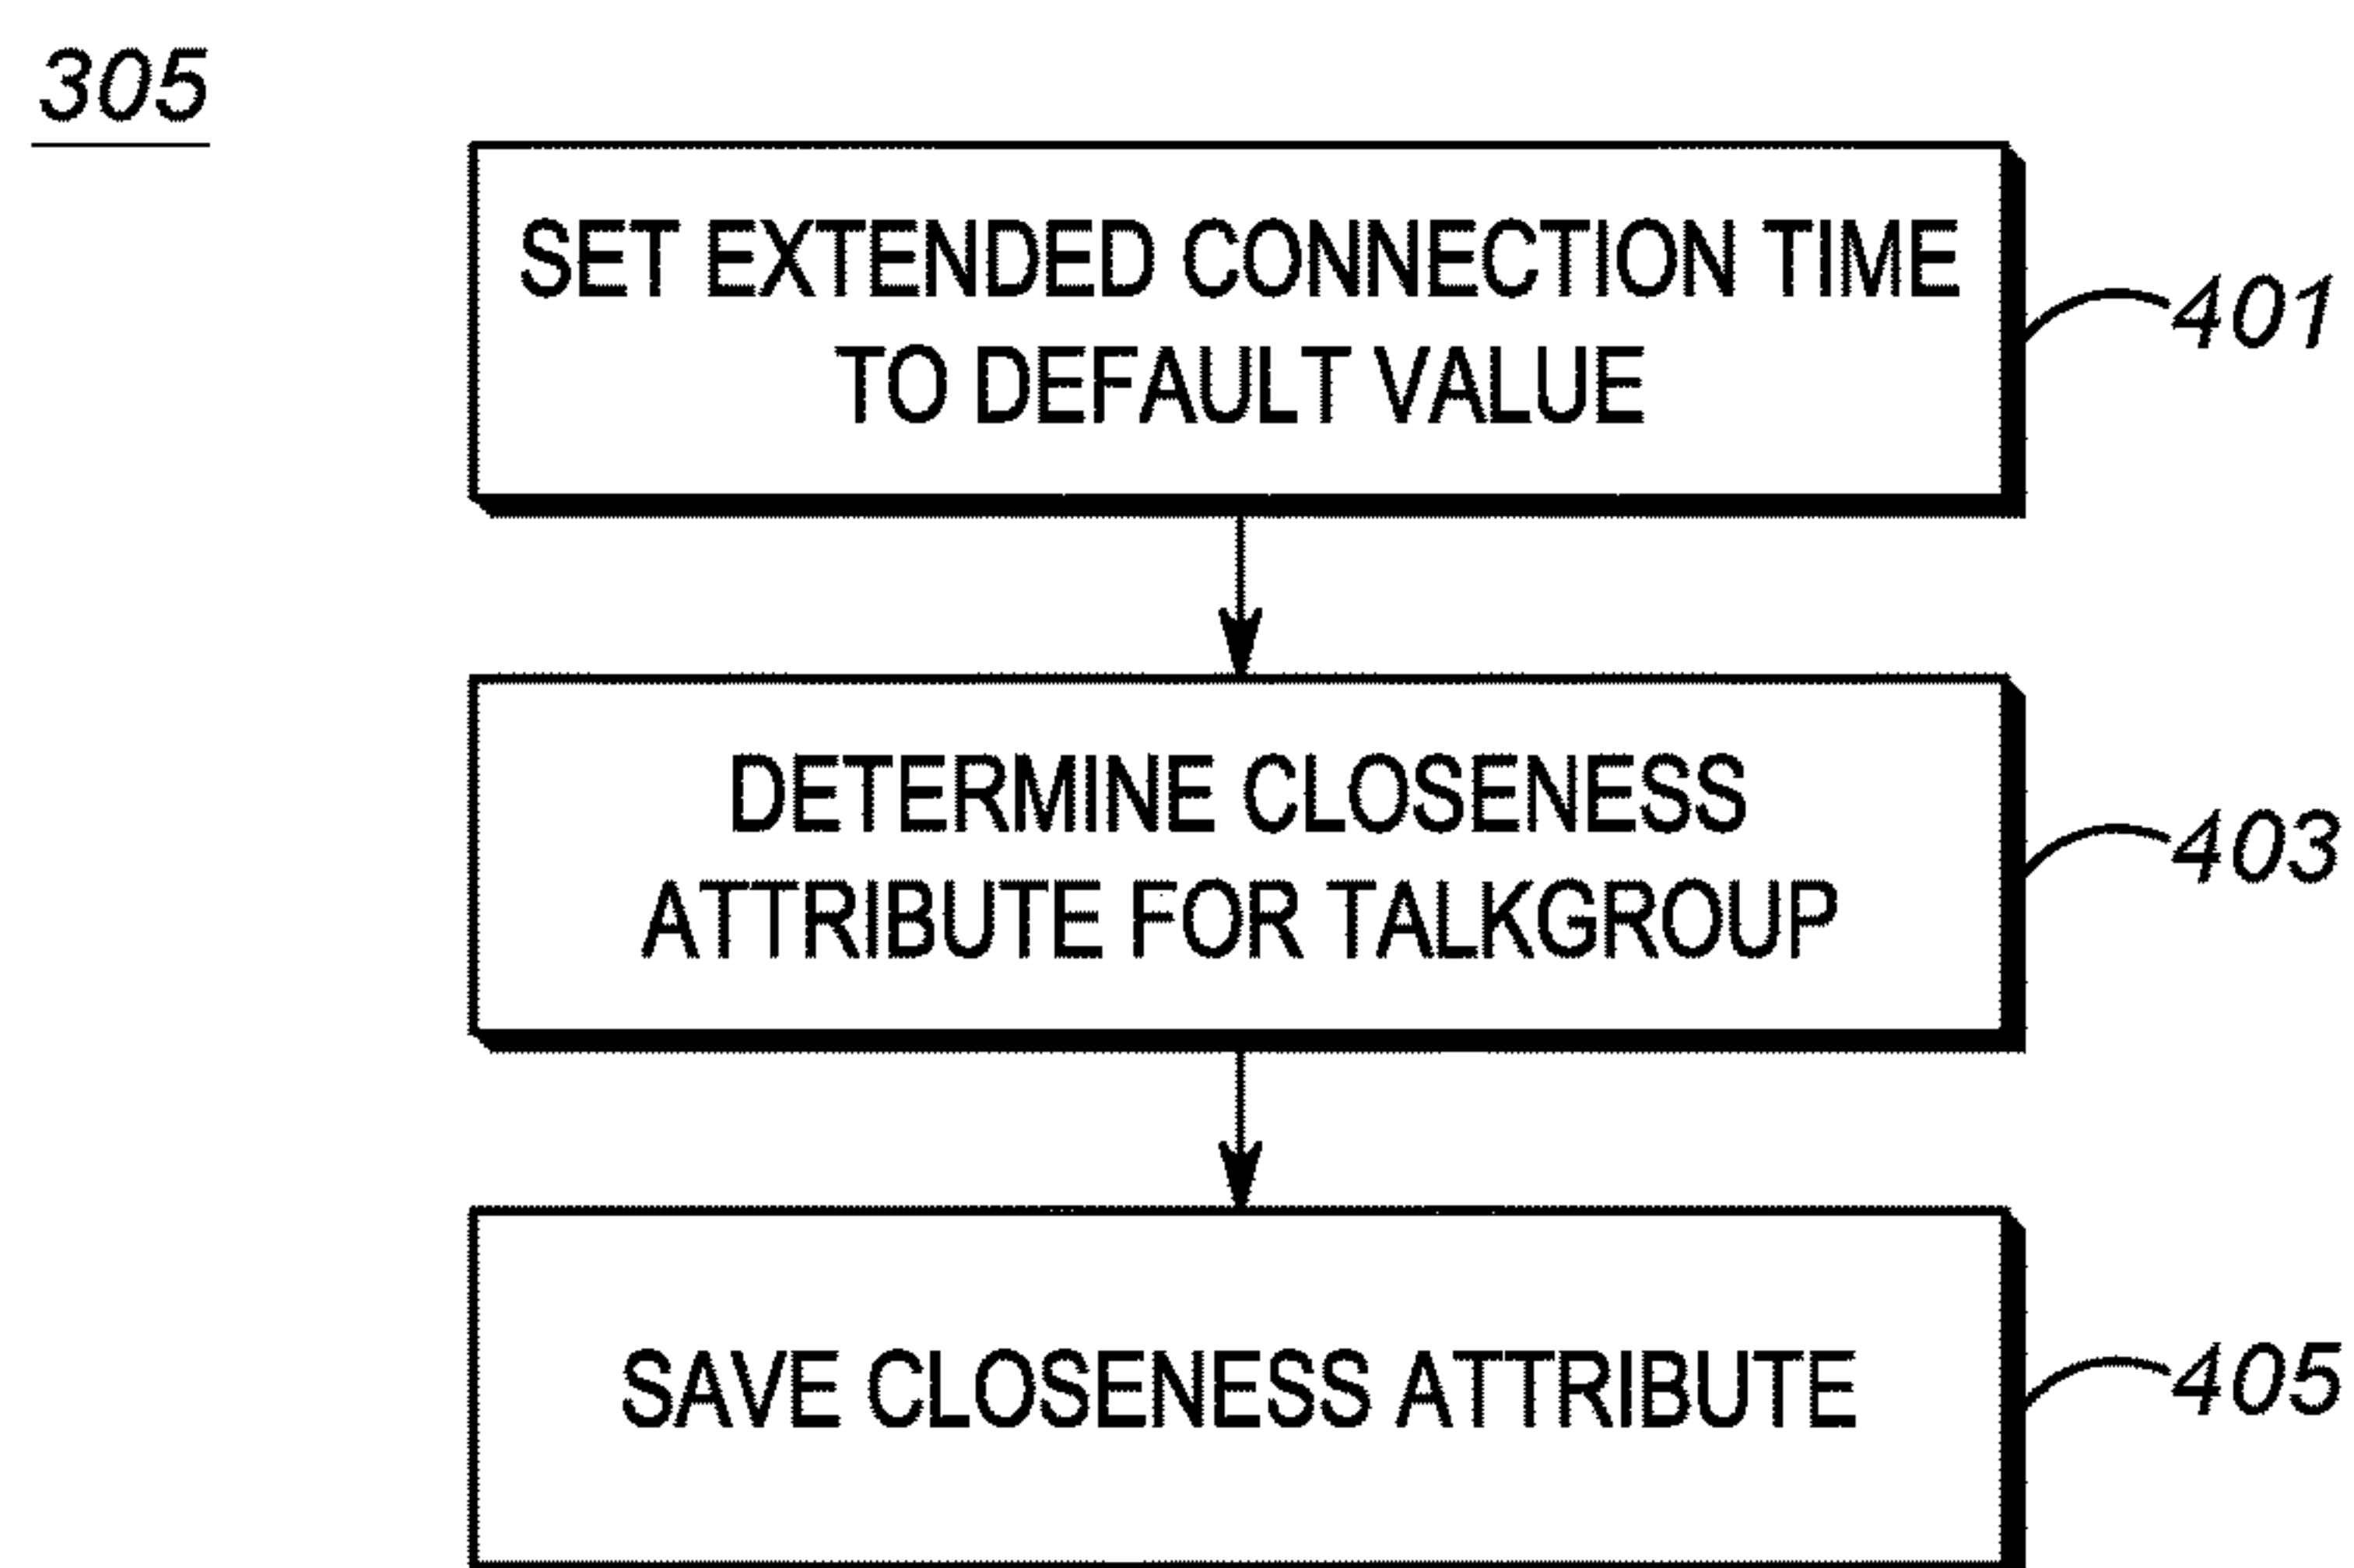 305
SET EXTENDED CONNECTION TIME
TO DEFAULT VALUE
401
DETERMINE CLOSENESS
ATTRIBUTE FOR TALKGROUP
403
SAVE CLOSENESS ATTRIBUTE
405